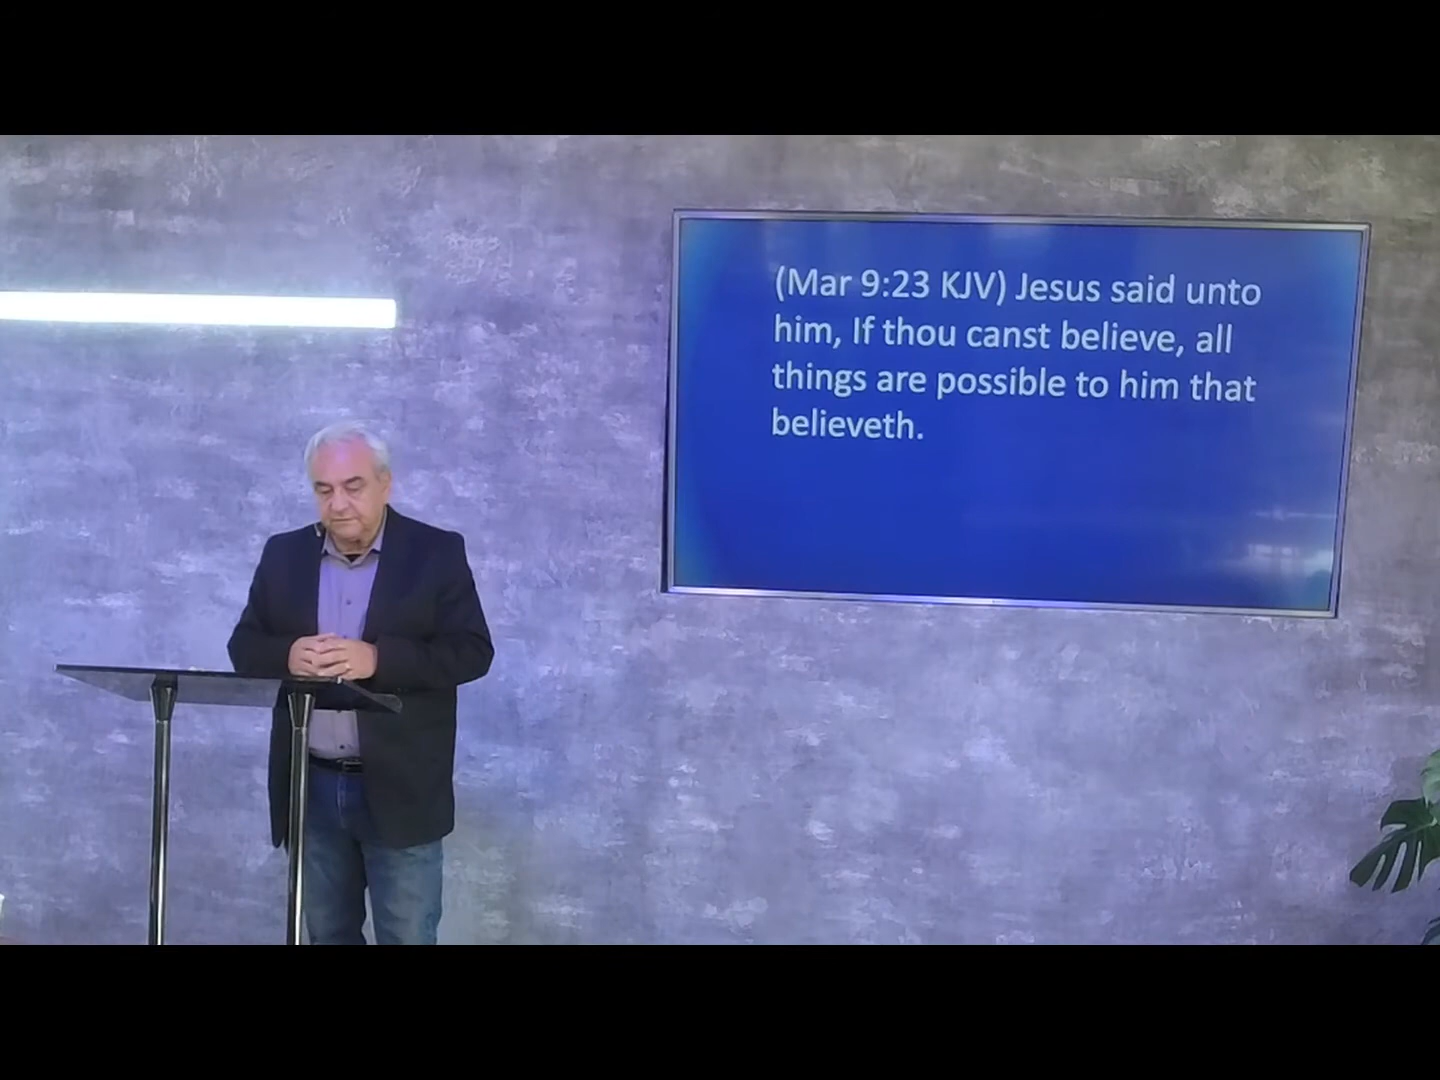 (Mar 9:23 KJV) Jesus said unto
him, If thou canst believe, all
things are possible to him that
believeth.